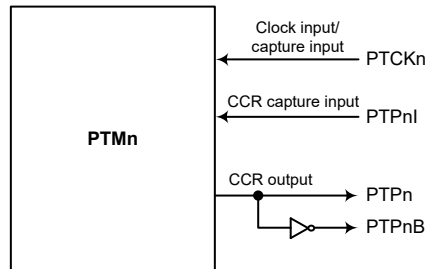 Clock input/
capture input
PTCKn
CCR capture input
PTPnI
PTMn
CCR output
PTPn
PTPnB